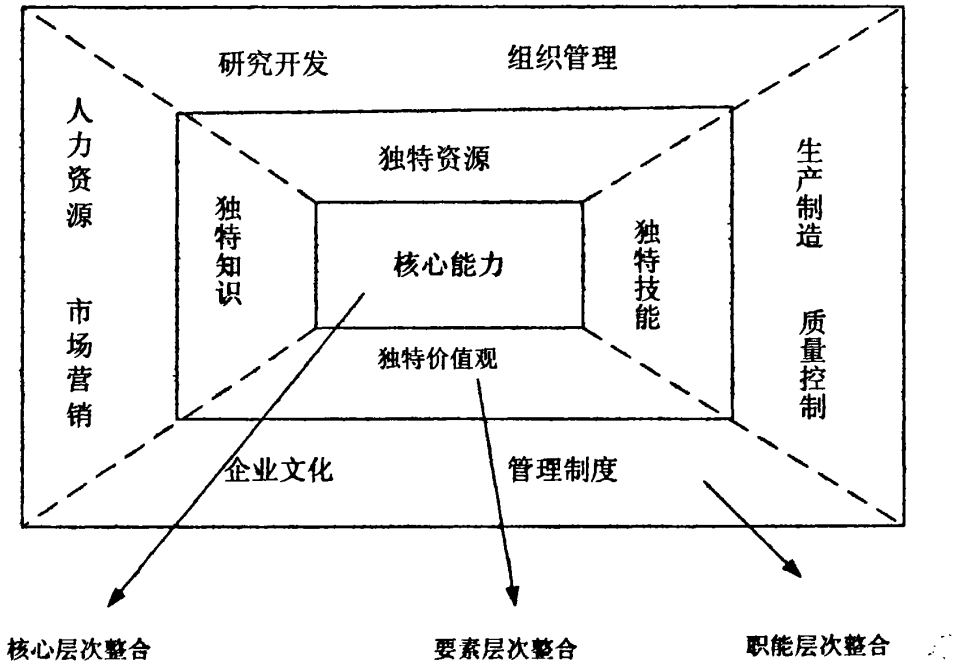 研究开发
组织管理
人力资源
独特资源
生产制造
独特知识
核心能力
独特技能
市场营销
独特价值观
质量控制
企业文化
管理制度
核心层次整合
要素层次整合
职能层次整合